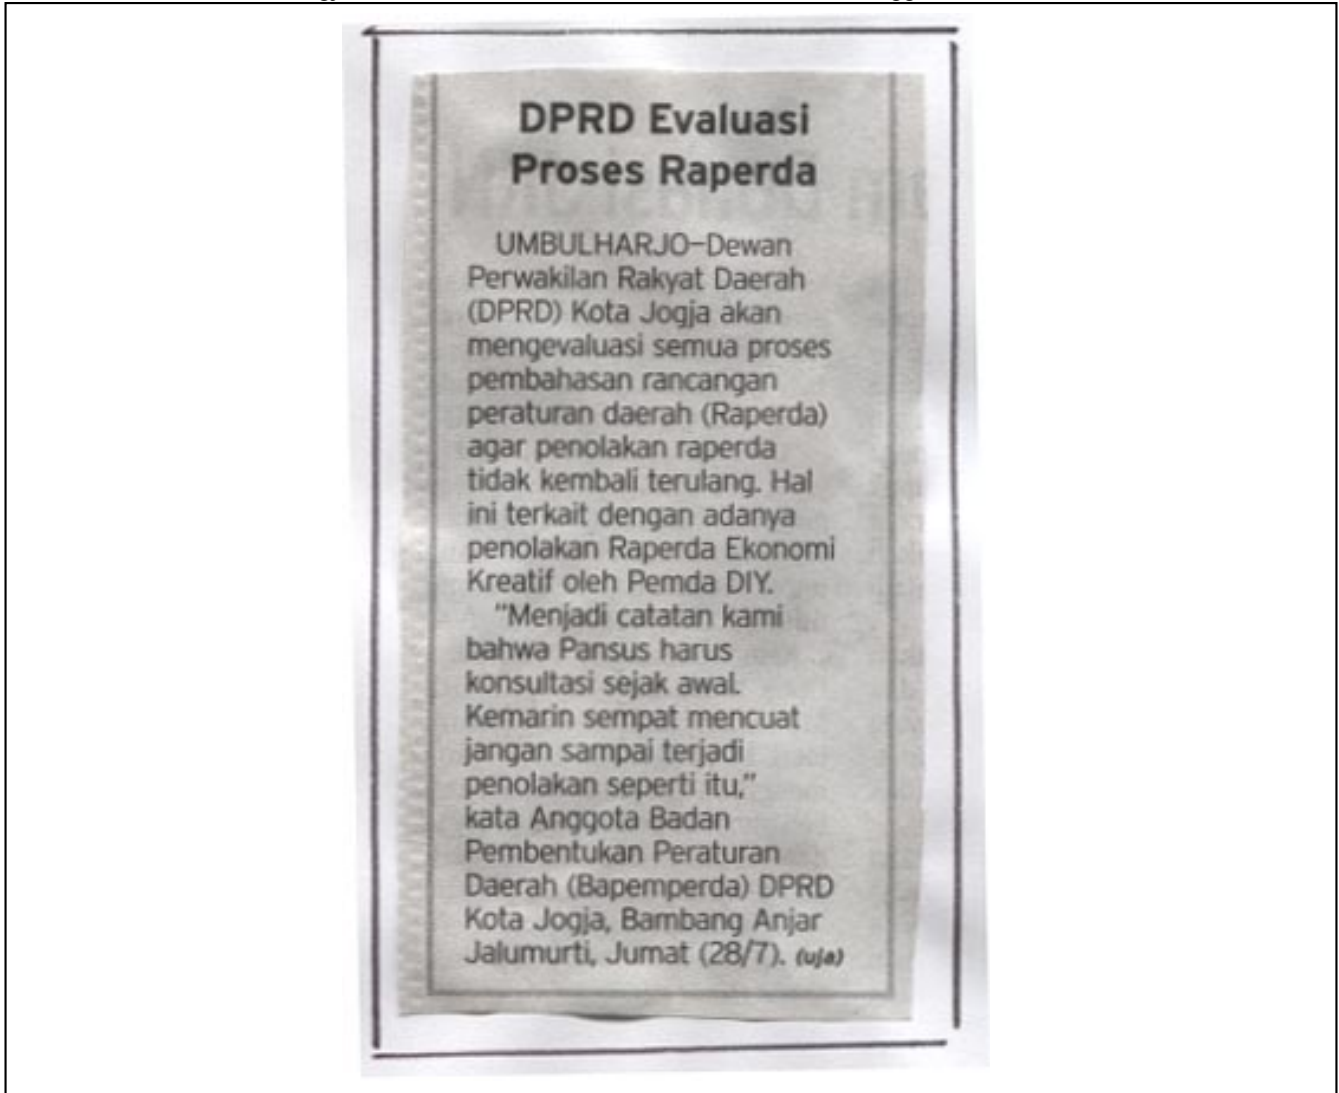 DPRD Evaluasi
Proses Raperda
UMBULHARJO–Dewan
Perwakilan Rakyat Daerah
(DPRD) Kota Jogja akan
mengevaluasi semua proses
pembahasan rancangan
peraturan daerah (Raperda)
agar penolakan raperda
tidak kembali terulang. Hal
ini terkait dengan adanya
penolakan Raperda Ekonomi
Kreatif oleh Pemda DIY.
"Menjadi catatan kami
bahwa Pansus harus
konsultasi sejak awal.
Kemarin sempat mencuat
jangan sampai terjadi
penolakan seperti itu,"
kata Anggota Badan
Pembentukan Peraturan
Daerah (Bapemperda) DPRD
Kota Jogja, Bambang Anjar
Jalumurti, Jumat (28/7). (uja)